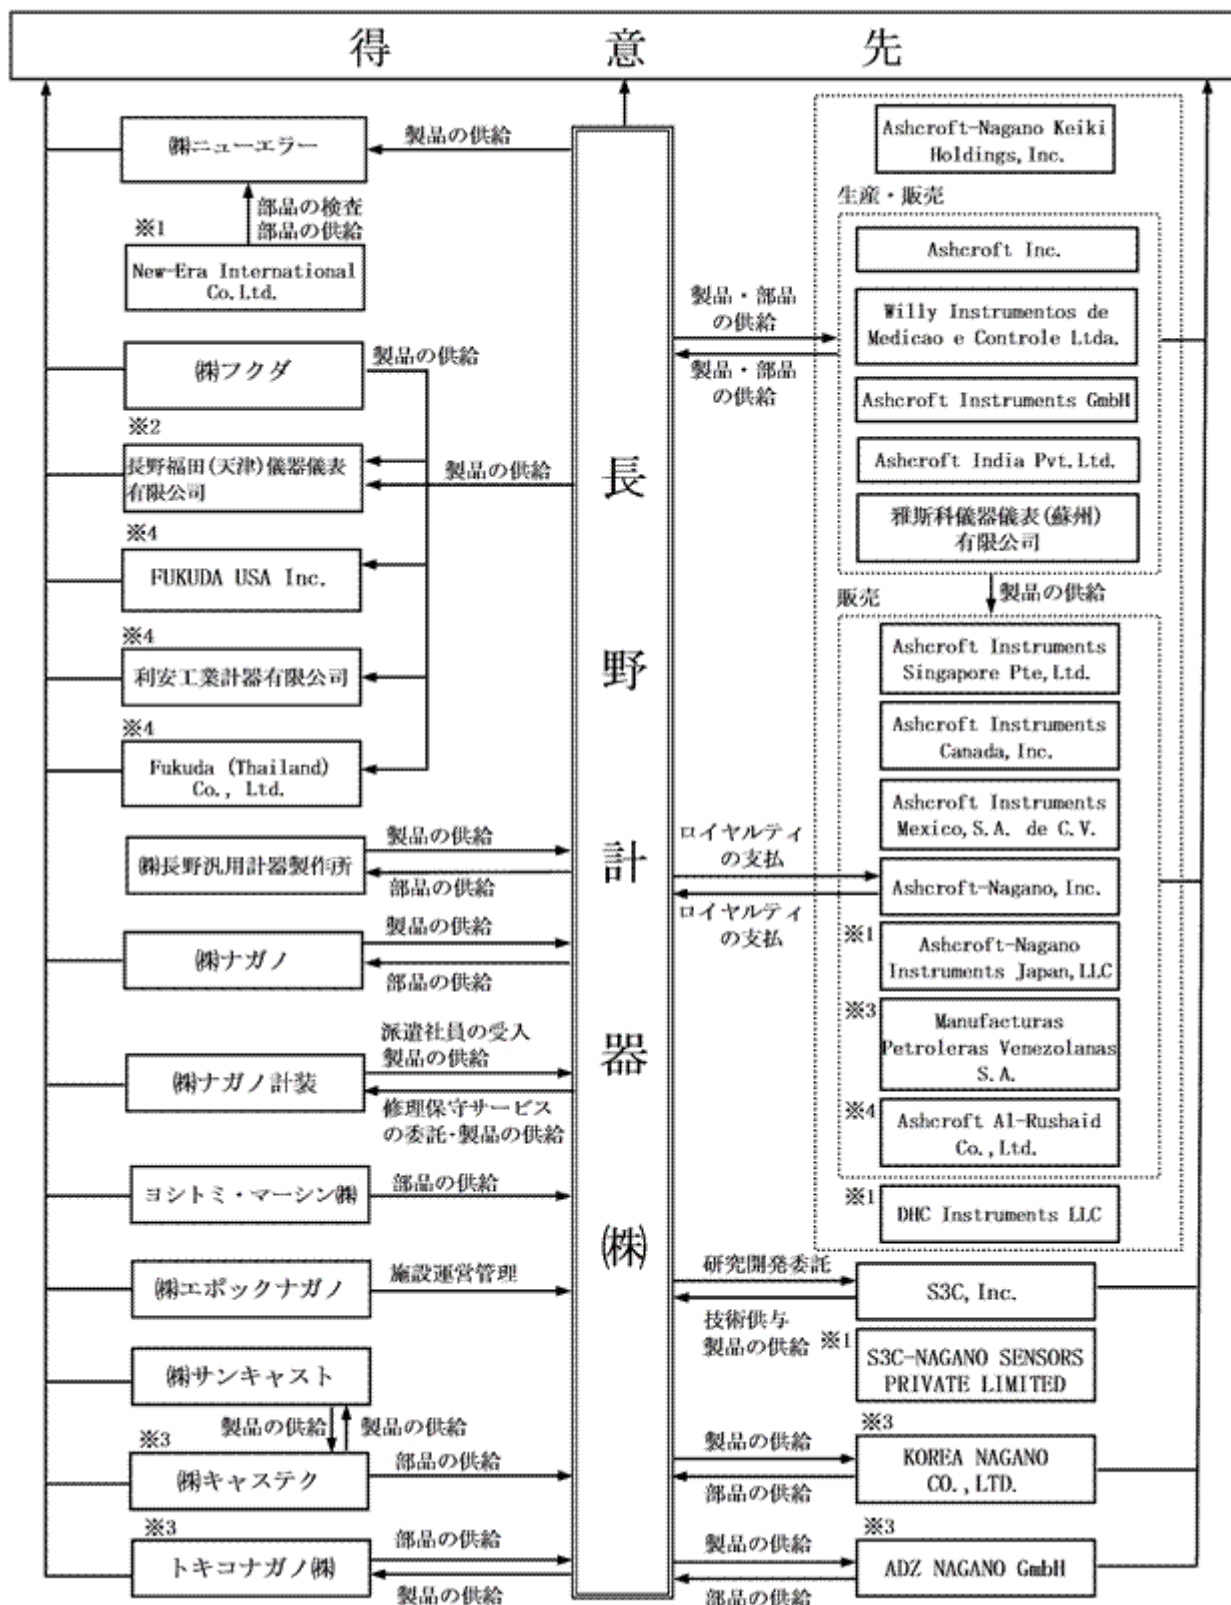 得意先
㈱ニューエラー
製品の供給
部品の検査
部品の供給
※1
New-Era International
Co.Ltd.
㈱フクダ
製品の供給
※2
長野福田(天津)儀器儀表
有限公司
製品の供給
※4
FUKUDA USA Inc.
※4
利安工業計器有限公司
※4
Fukuda (Thailand)
Co., Ltd.
㈱長野汎用計器製作所
製品の供給
部品の供給
㈱ナガノ
製品の供給
部品の供給
㈱ナガノ計装
派遣社員の受入
製品の供給
修理保守サービス
の委託・製品の供給
ヨシトミ・マーシン㈱
部品の供給
㈱エポックナガノ
施設運営管理
㈱サンキャスト
製品の供給
製品の供給
※3
㈱キャステク
部品の供給
※3
トキコナガノ㈱
部品の供給
製品の供給
長野計器㈱
Ashcroft-Nagano Keiki
Holdings,Inc.
生産・販売
Ashcroft Inc.
Willy Instrumentos de
Medicao e Controle Ltda.
Ashcroft Instruments GmbH
Ashcroft India Pvt.Ltd.
雅斯科儀器儀表(蘇州)
有限公司
製品・部品
の供給
製品・部品
の供給
製品の供給
販売
Ashcroft Instruments
Singapore Pte,Ltd.
Ashcroft Instruments
Canada,Inc.
Ashcroft Instruments
Mexico,S.A. de C.V.
ロイヤルティ
の支払
Ashcroft-Nagano,Inc.
ロイヤルティ
の支払
※1
Ashcroft-Nagano
Instruments Japan,LLC
※3
Manufacturas
Petroleras Venezolanas
S.A.
※4
Ashcroft Al-Rushaid
Co.,Ltd.
※1
DHC Instruments LLC
研究開発委託
S3C,Inc.
技術供与
製品の供給
※1
S3C-NAGANO SENSORS
PRIVATE LIMITED
※3
製品の供給
KOREA NAGANO
CO.,LTD.
部品の供給
※3
製品の供給
ADZ NAGANO GmbH
部品の供給